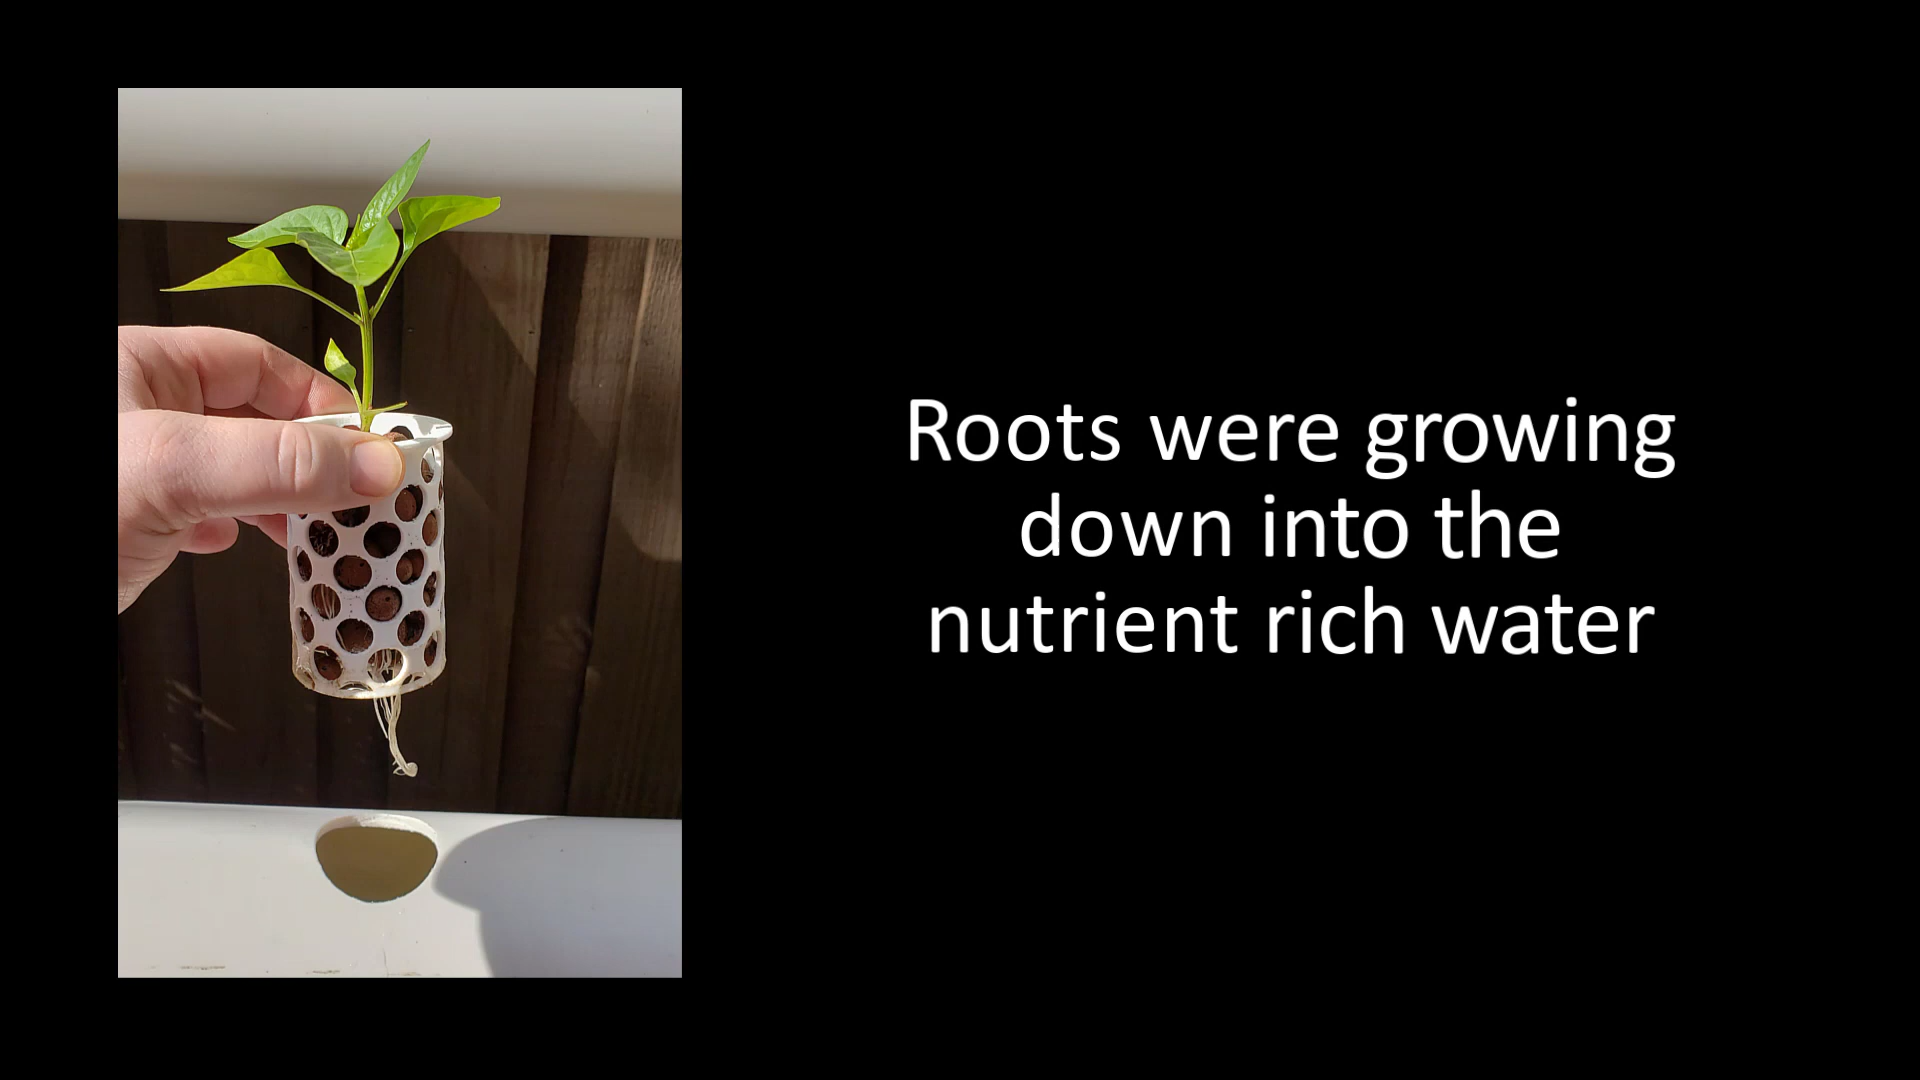 Roots were growing
down into the
nutrient rich water